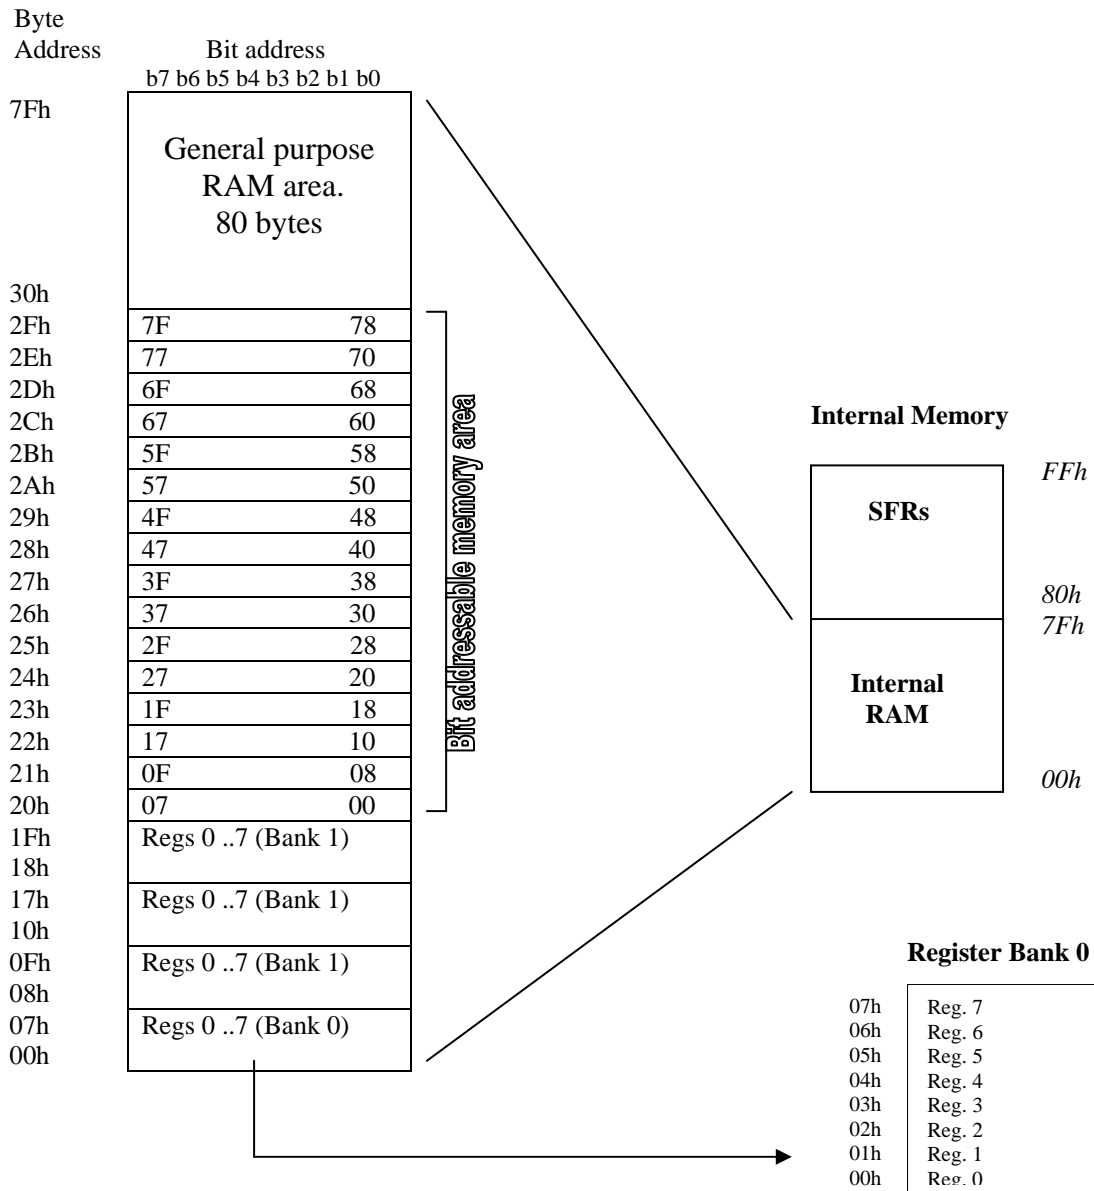 Byte
Address
Bit address
b7 b6 b5 b4 b3 b2 b1 b0
7Fh
General purpose
RAM area.
80 bytes
30h
2Fh 7F 78
2Eh 77 70
2Dh 6F 68
2Ch 67 60
2Bh 5F 58
2Ah 57 50
29h 4F 48
28h 47 40
27h 3F 38
26h 37 30
25h 2F 28
24h 27 20
23h 1F 18
22h 17 10
21h 0F 08
20h 07 00
1Fh Regs 0 ..7 (Bank 1)
18h
17h Regs 0 ..7 (Bank 1)
10h
0Fh Regs 0 ..7 (Bank 1)
08h
07h Regs 0 ..7 (Bank 0)
00h
Bit addressable memory area
Internal Memory
FFh
SFRs
80h
7Fh
Internal
RAM
00h
Register Bank 0
07h Reg. 7
06h Reg. 6
05h Reg. 5
04h Reg. 4
03h Reg. 3
02h Reg. 2
01h Reg. 1
00h Reg. 0